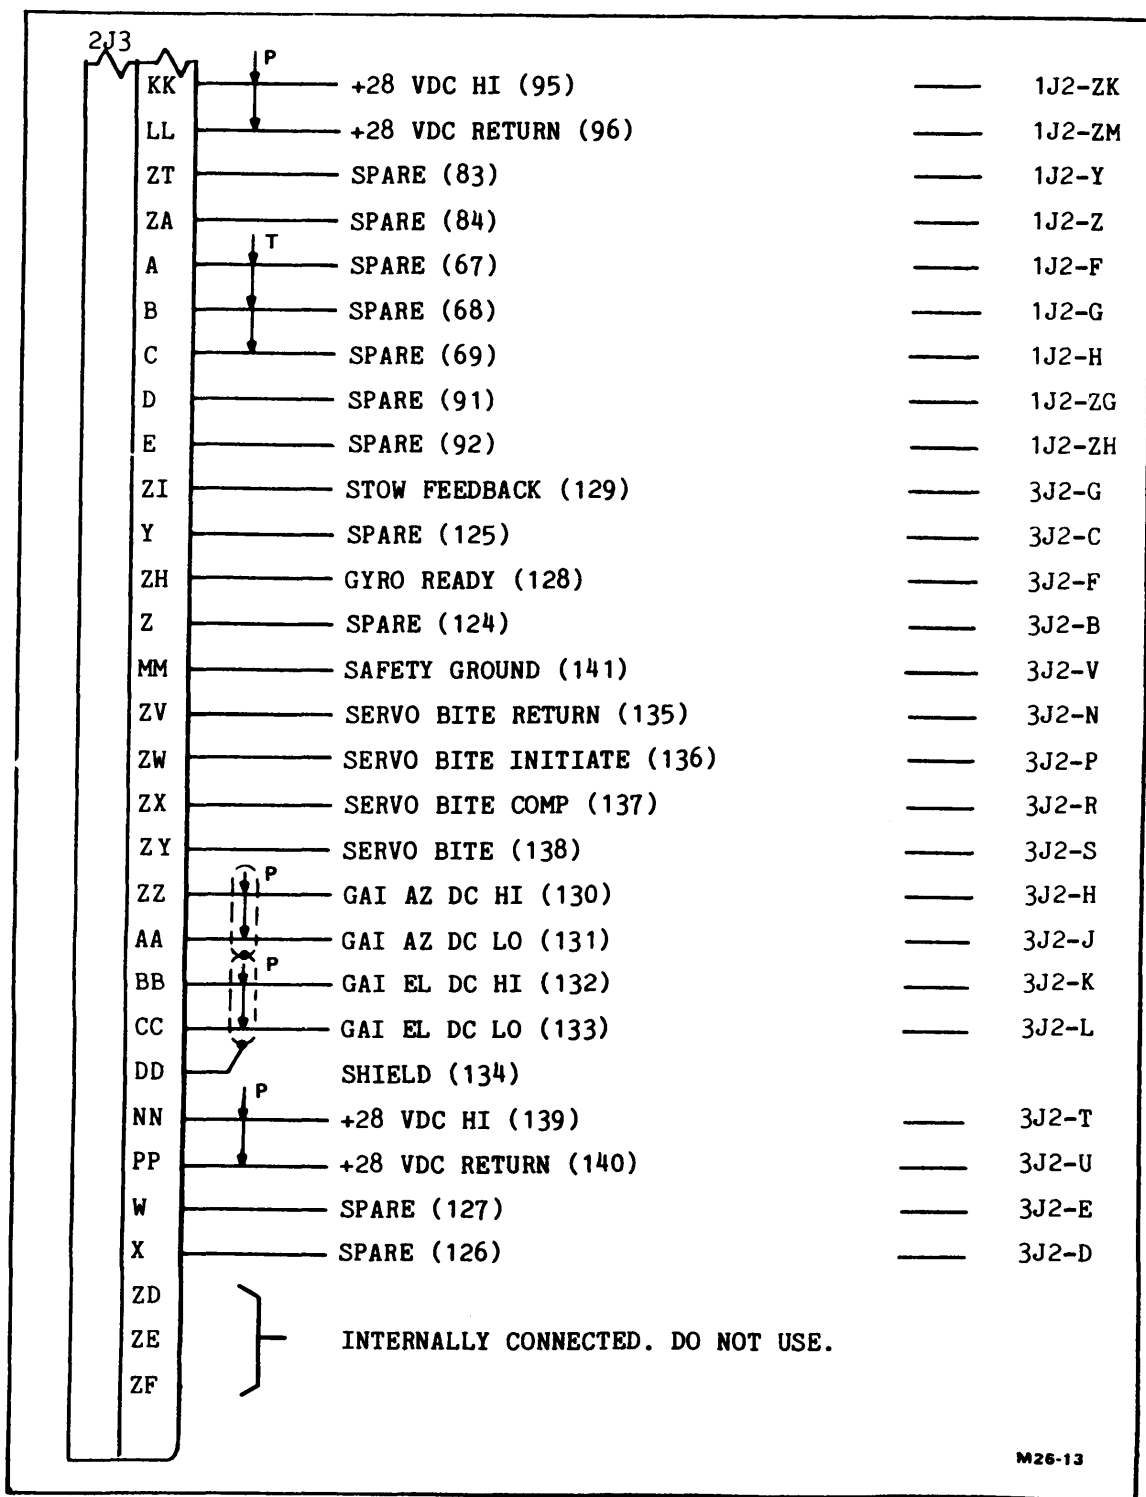 2J3
P
KK +28 VDC HI (95) 1J2-ZK
LL +28 VDC RETURN (96) 1J2-ZM
ZT SPARE (83) 1J2-Y
ZA SPARE (84) 1J2-Z
T
A SPARE (67) 1J2-F
B SPARE (68) 1J2-G
C SPARE (69) 1J2-H
D SPARE (91) 1J2-ZG
E SPARE (92) 1J2-ZH
ZI STOW FEEDBACK (129) 3J2-G
Y SPARE (125) 3J2-C
ZH GYRO READY (128) 3J2-F
Z SPARE (124) 3J2-B
MM SAFETY GROUND (141) 3J2-V
ZV SERVO BITE RETURN (135) 3J2-N
ZW SERVO BITE INITIATE (136) 3J2-P
ZX SERVO BITE COMP (137) 3J2-R
ZY SERVO BITE (138) 3J2-S
P
ZZ GAI AZ DC HI (130) 3J2-H
AA GAI AZ DC LO (131) 3J2-J
P
BB GAI EL DC HI (132) 3J2-K
CC GAI EL DC LO (133) 3J2-L
DD SHIELD (134)
P
NN +28 VDC HI (139) 3J2-T
PP +28 VDC RETURN (140) 3J2-U
W SPARE (127) 3J2-E
X SPARE (126) 3J2-D
ZD
ZE INTERNALLY CONNECTED. DO NOT USE.
ZF
M26-13